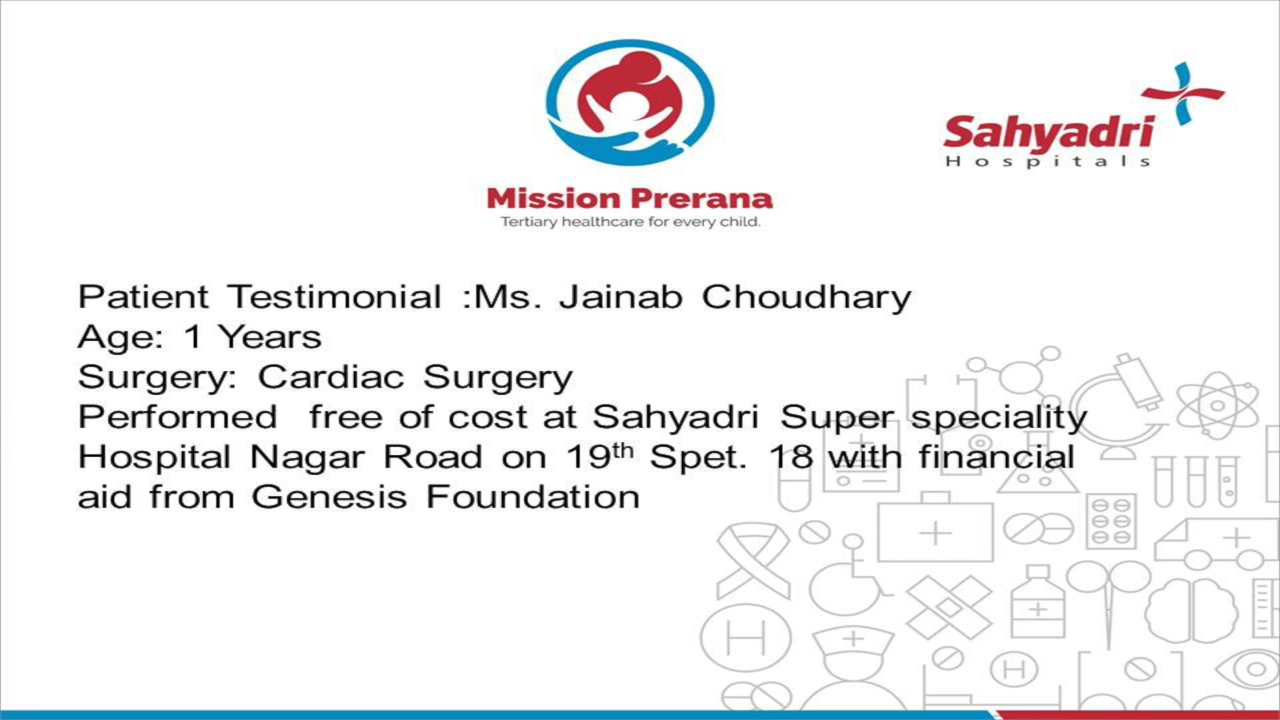 Mission Prerana
Tertiary healthcare for every child.
Sahyadri
Hospitals
Patient Testimonial :Ms. Jainab Choudhary
Age: 1 Years
Surgery: Cardiac Surgery
Performed free of cost at Sahyadri Super speciality
Hospital Nagar Road on 19th Spet. 18 with financial
aid from Genesis Foundation
H
H